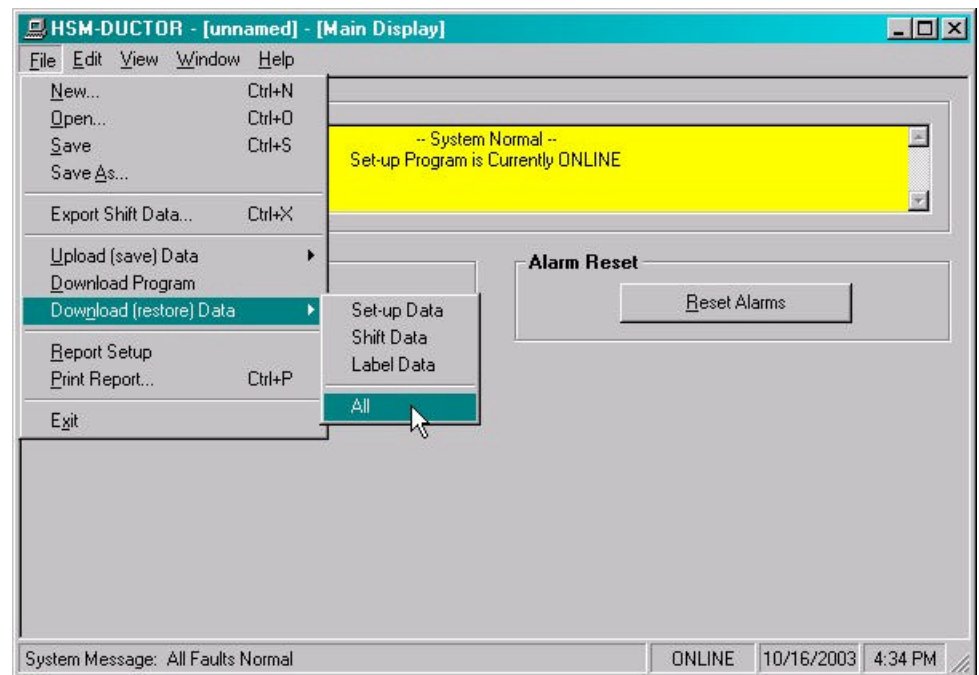 HSM-DUCTOR - [unnamed] - [Main Display]
File Edit View Window Help
New... Ctrl+N
Open... Ctrl+O
Save Ctrl+S
Save As...
Export Shift Data... Ctrl+X
Upload (save) Data
Download Program
Download (restore) Data
Report Setup
Print Report... Ctrl+P
Exit
Set-up Data
Shift Data
Label Data
All
-- System Normal --
Set-up Program is Currently ONLINE
Alarm Reset
Reset Alarms
System Message: All Faults Normal ONLINE 10/16/2003 4:34 PM